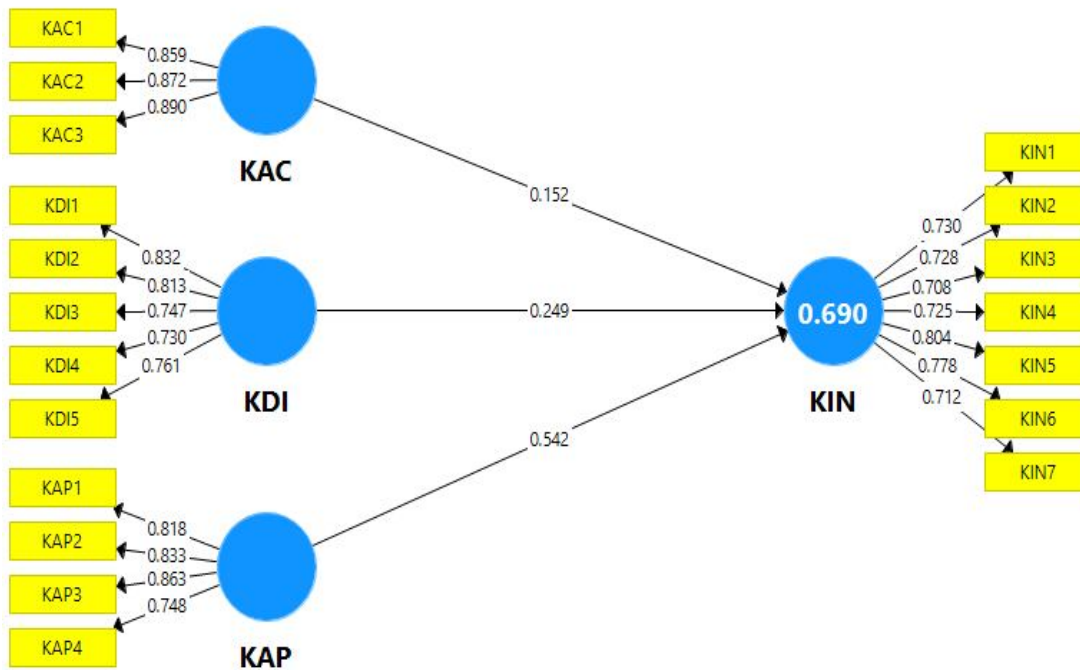 KAC1
KAC2
KAC3
0.859
0.872
0.890
KAC
KDI1
KDI2
KDI3
KDI4
KDI5
0.832
0.813
0.747
0.730
0.761
KDI
KAP1
KAP2
KAP3
KAP4
0.818
0.833
0.863
0.748
KAP
0.152
0.249
0.542
0.690
KIN
0.730
0.728
0.708
0.725
0.804
0.778
0.712
KIN1
KIN2
KIN3
KIN4
KIN5
KIN6
KIN7